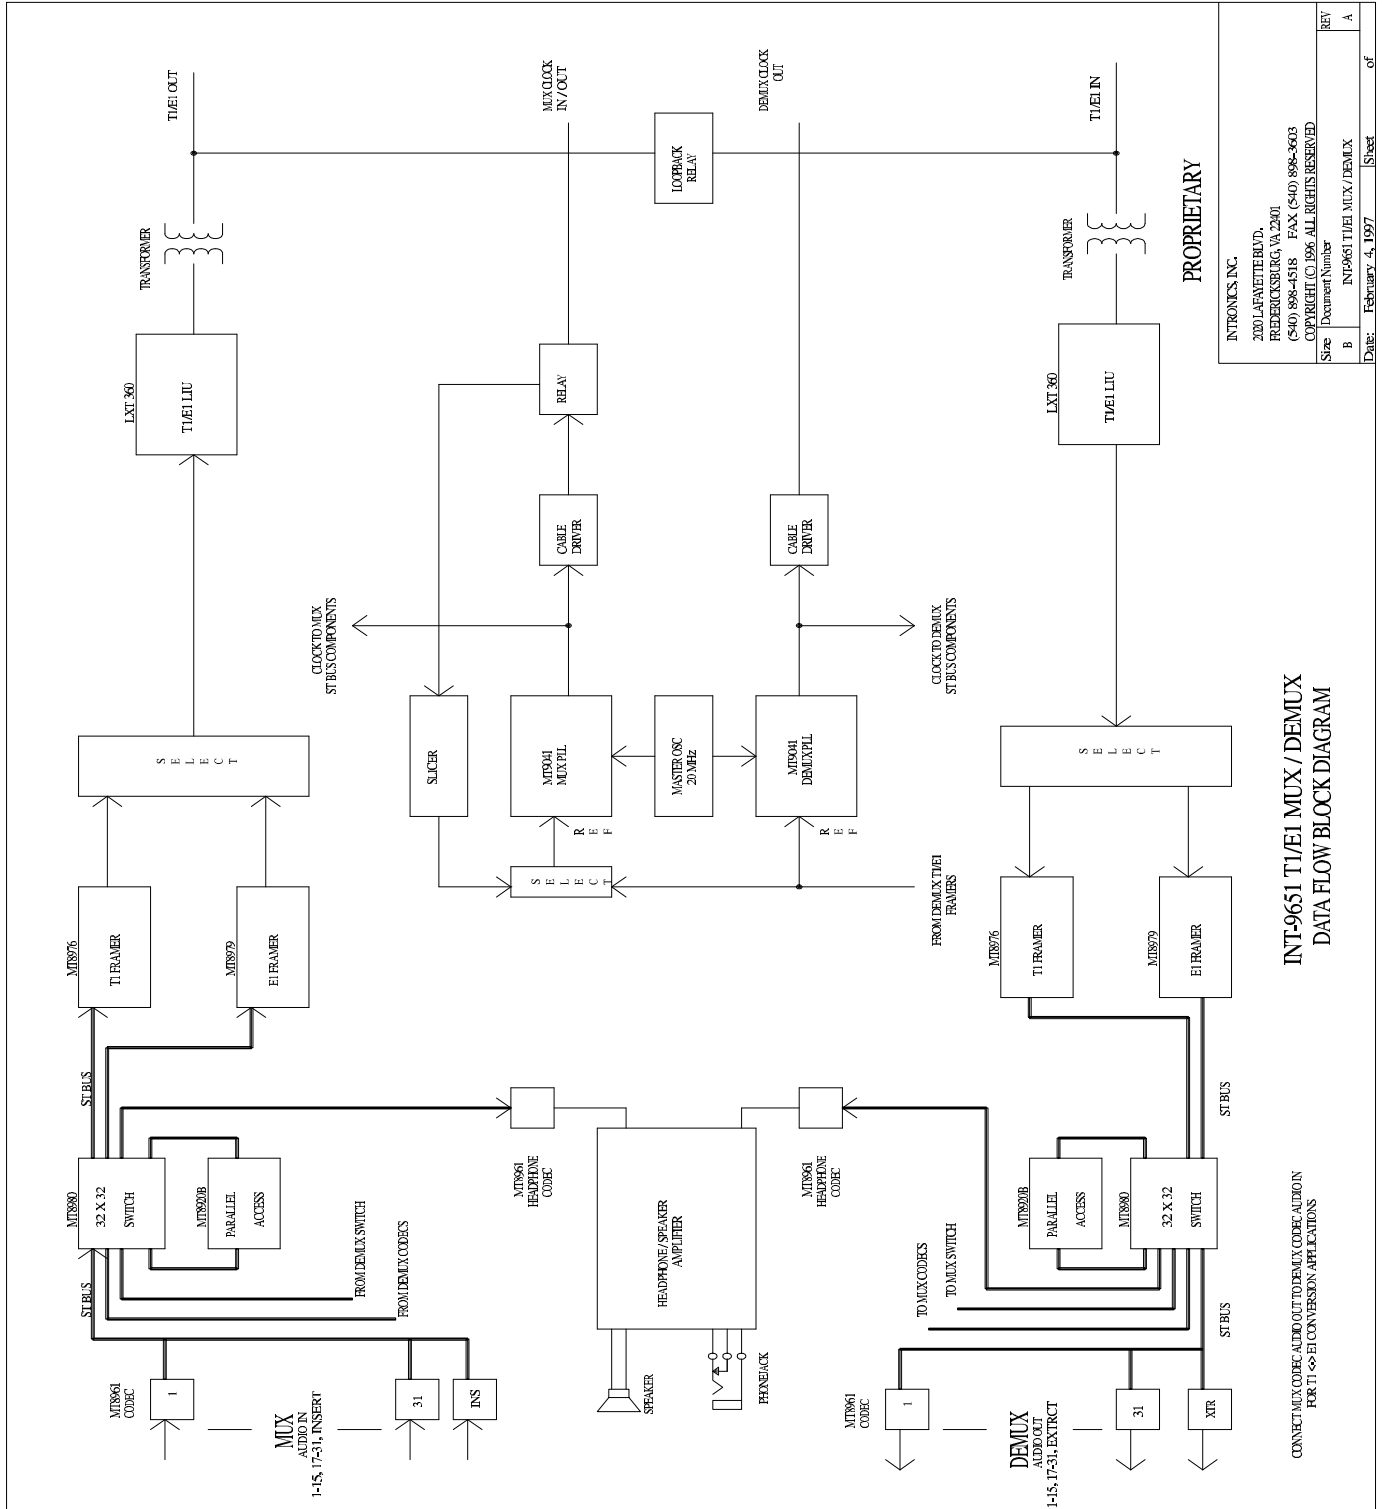 T1/E1 OUT
TRANSFORMER
LXT 360
T1/E1 LIU
S E L E C T
MT8976
T1 FRAMER
MT8979
E1 FRAMER
ST BUS
MT8980
32 X 32
SWITCH
MT8920B
PARALLEL
ACCESS
ST BUS
FROM DEMUX SWITCH
FROM DEMUX CODECS
MT8961
CODEC
1
31
INS
MUX
AUDIO IN
1-15, 17-31, INSERT
MUX CLOCK
IN / OUT
LOOPBACK
RELAY
DEMUX CLOCK
OUT
RELAY
CABLE
DRIVER
CABLE
DRIVER
CLOCK TO MUX
ST BUS COMPONENTS
CLOCK TO DEMUX
ST BUS COMPONENTS
SLICER
MT9041
MUX PLL
MASTER OSC
20 MHz
MT9041
DEMUX PLL
R E F
R E F
S E L E C T
FROM DEMUX T1/E1
FRAMERS
MT8961
HEADPHONE
CODEC
MT8961
HEADPHONE
CODEC
HEADPHONE / SPEAKER
AMPLIFIER
SPEAKER
PHONE JACK
T1/E1 IN
TRANSFORMER
LXT 360
T1/E1 LIU
S E L E C T
MT8976
T1 FRAMER
MT8979
E1 FRAMER
ST BUS
MT8920B
PARALLEL
ACCESS
MT8980
32 X 32
SWITCH
TO MUX CODECS
TO MUX SWITCH
ST BUS
MT8961
CODEC
1
31
XTR
DEMUX
AUDIO OUT
1-15, 17-31, EXTRCT
CONNECT MUX CODEC AUDIO OUT TO DEMUX CODEC AUDIO IN
FOR T1 <=> E1 CONVERSION APPLICATIONS
INT-9651 T1/E1 MUX / DEMUX
DATA FLOW BLOCK DIAGRAM
PROPRIETARY
INTRONICS, INC.
2020 LAFAYETTE BLVD.
FREDERICKSBURG, VA 22401
(540) 898-4518 FAX (540) 898-3603
COPYRIGHT (C) 1996 ALL RIGHTS RESERVED
Size Document Number REV
B INT-9651 T1/E1 MUX / DEMUX A
Date: February 4, 1997 Sheet of